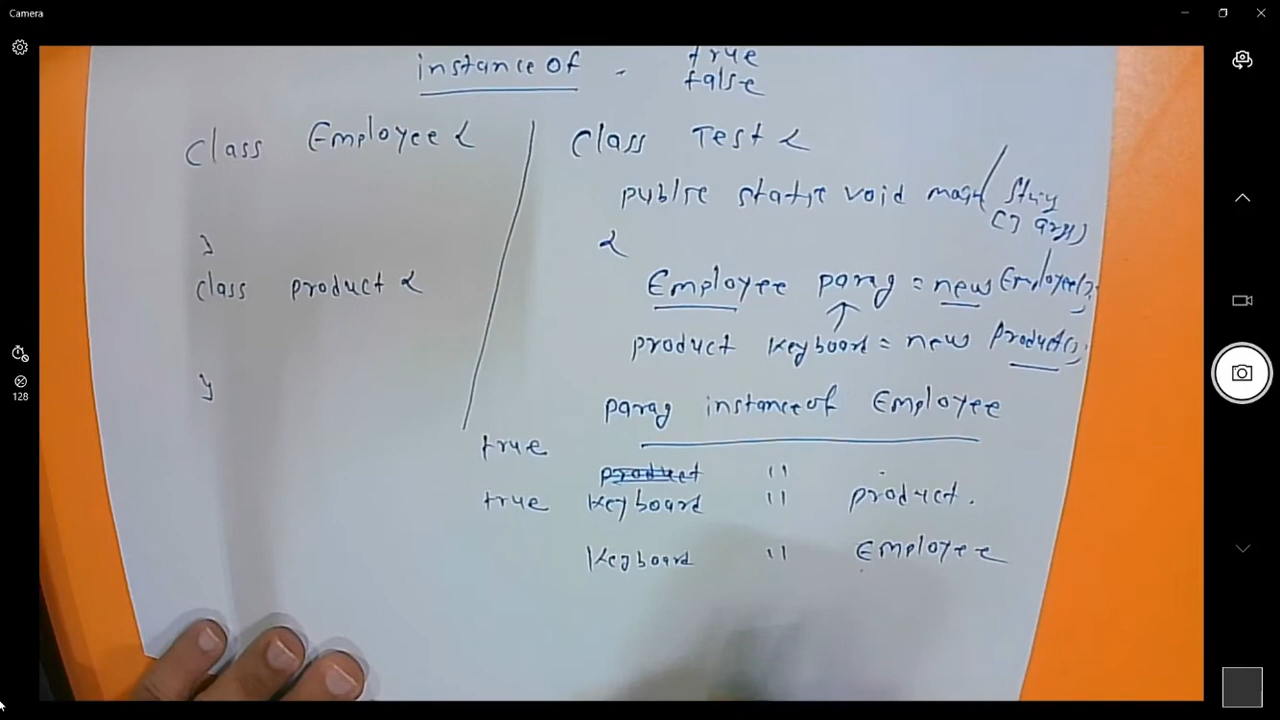 Camera
instanceof - true
false
class Employee {
}
class product {
}
class Test {
public static void main(String
[] args)
{
Employee parag = new Employee();
product keyboard = new Product();
parag instanceof Employee
true
product " 
true keyboard " product.
keyboard " Employee
128